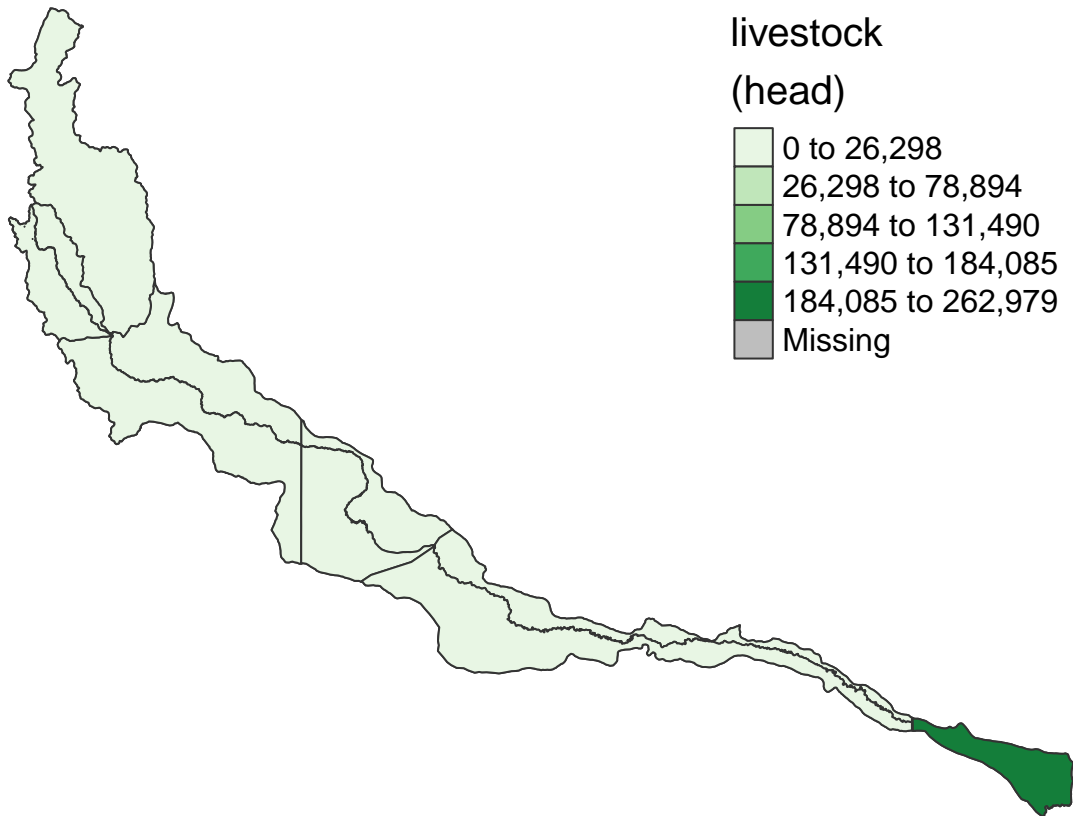 livestock
(head)
0 to 26,298
26,298 to 78,894
78,894 to 131,490
131,490 to 184,085
184,085 to 262,979
Missing